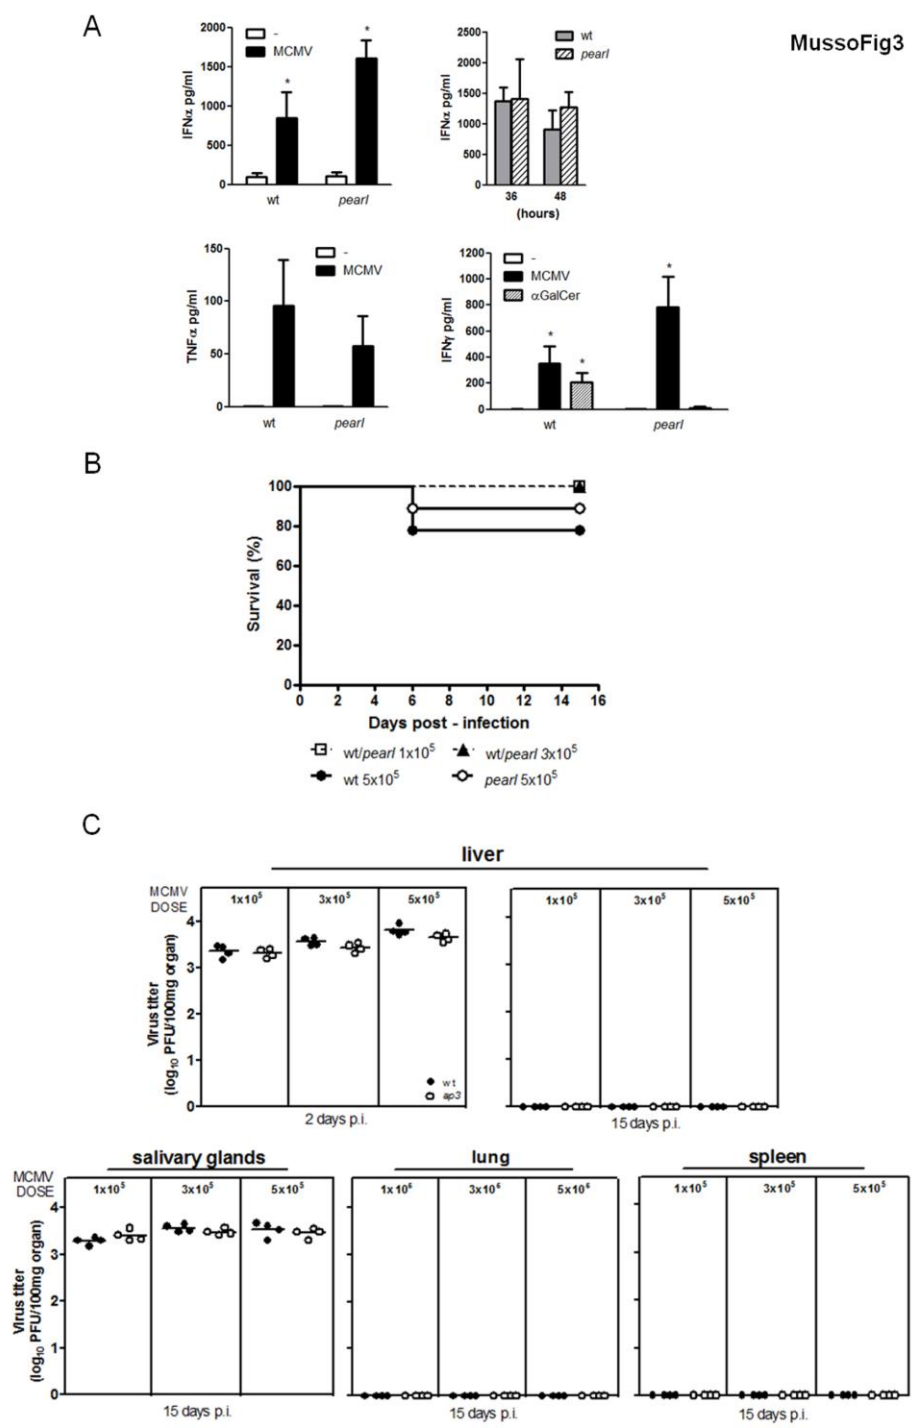 A
MussoFig3
-
MCMV
2000
1500
1000
500
0
IFNα pg/ml
*
*
wt
pearl
wt
pearl
2500
2000
1500
1000
500
0
IFNα pg/ml
36
48
(hours)
-
MCMV
150
100
50
0
TNFα pg/ml
wt
pearl
-
MCMV
αGalCer
1200
1000
800
600
400
200
0
IFNγ pg/ml
*
*
*
wt
pearl
B
100
80
60
40
20
0
Survival (%)
0 2 4 6 8 10 12 14 16
Days post - infection
wt/pearl 1x10⁵ wt/pearl 3x10⁵
wt 5x10⁵ pearl 5x10⁵
C
liver
MCMV
DOSE
1x10⁵ 3x10⁵ 5x10⁵
4
3
2
1
0
Virus titer
(log₁₀ PFU/100mg organ)
wt
ap3
2 days p.i.
1x10⁵ 3x10⁵ 5x10⁵
15 days p.i.
salivary glands
MCMV
DOSE
1x10⁵ 3x10⁵ 5x10⁵
4
3
2
1
0
Virus titer
(log₁₀ PFU/100mg organ)
15 days p.i.
lung
1x10⁶ 3x10⁶ 5x10⁶
15 days p.i.
spleen
1x10⁵ 3x10⁵ 5x10⁵
15 days p.i.